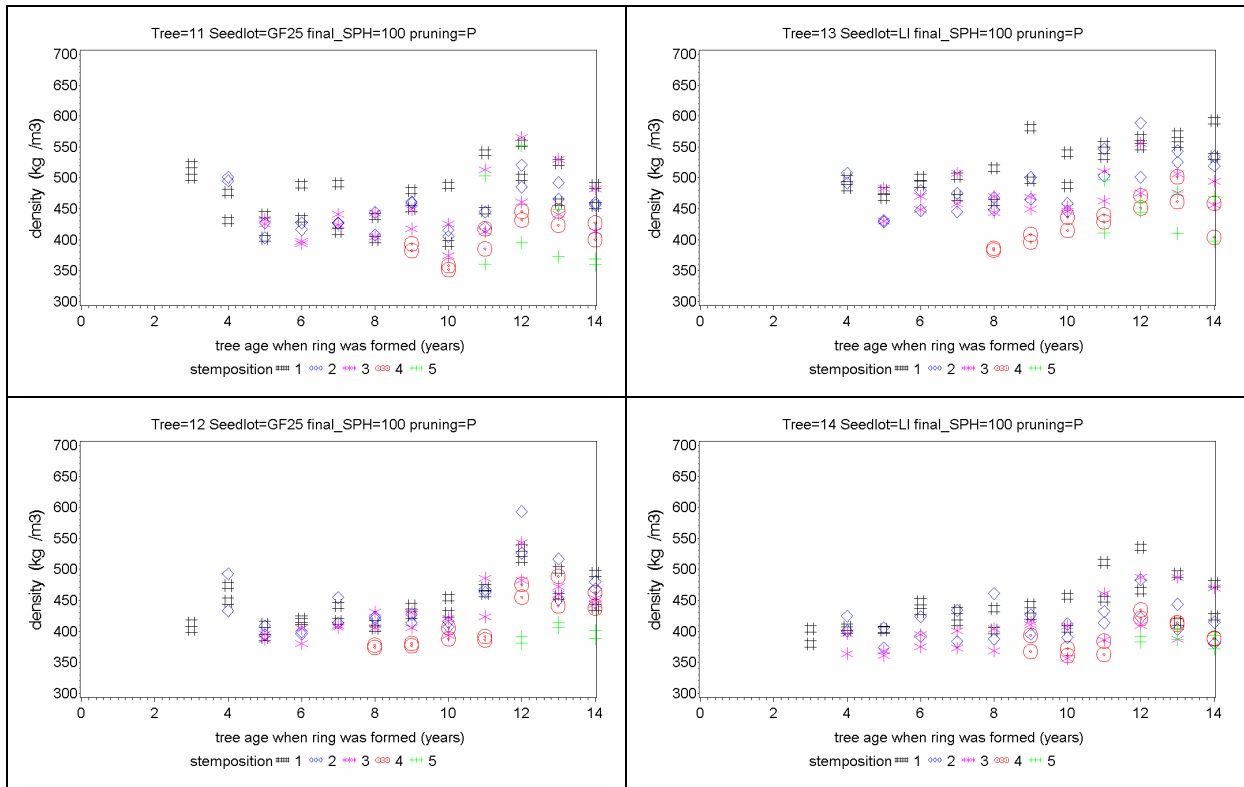 Tree=11 Seedlot=GF25 final_SPH=100 pruning=P
700
650
600
550
500
450
400
350
300
density (kg /m3)
0 2 4 6 8 10 12 14
tree age when ring was formed (years)
stemposition 1 2 3 4 5
Tree=13 Seedlot=LI final_SPH=100 pruning=P
700
650
600
550
500
450
400
350
300
density (kg /m3)
0 2 4 6 8 10 12 14
tree age when ring was formed (years)
stemposition 1 2 3 4 5
Tree=12 Seedlot=GF25 final_SPH=100 pruning=P
700
650
600
550
500
450
400
350
300
density (kg /m3)
0 2 4 6 8 10 12 14
tree age when ring was formed (years)
stemposition 1 2 3 4 5
Tree=14 Seedlot=LI final_SPH=100 pruning=P
700
650
600
550
500
450
400
350
300
density (kg /m3)
0 2 4 6 8 10 12 14
tree age when ring was formed (years)
stemposition 1 2 3 4 5